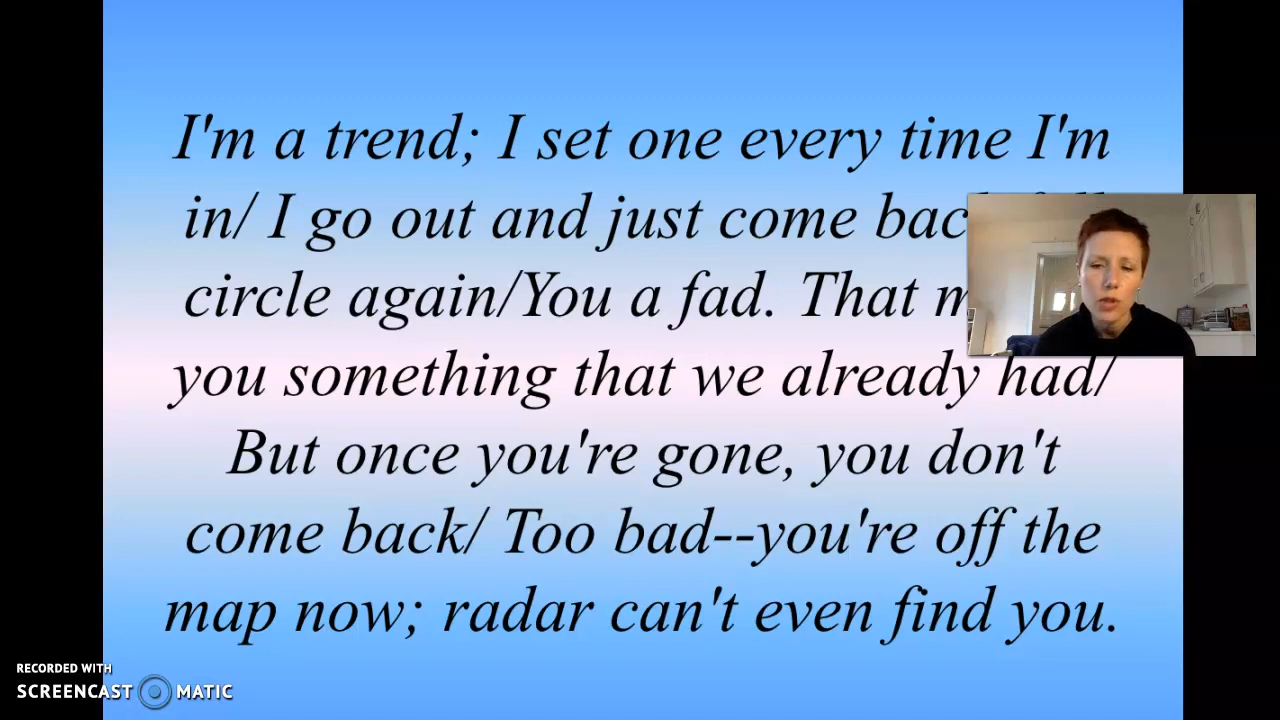 I'm a trend; I set one every time I'm
in/ I go out and just come
circle again/You a fad. That
you something that we already had/
But once you're gone, you don't
come back/ Too bad--you're off the
map now; radar can't even find you.
RECORDED WITH
SCREENCAST MATIC